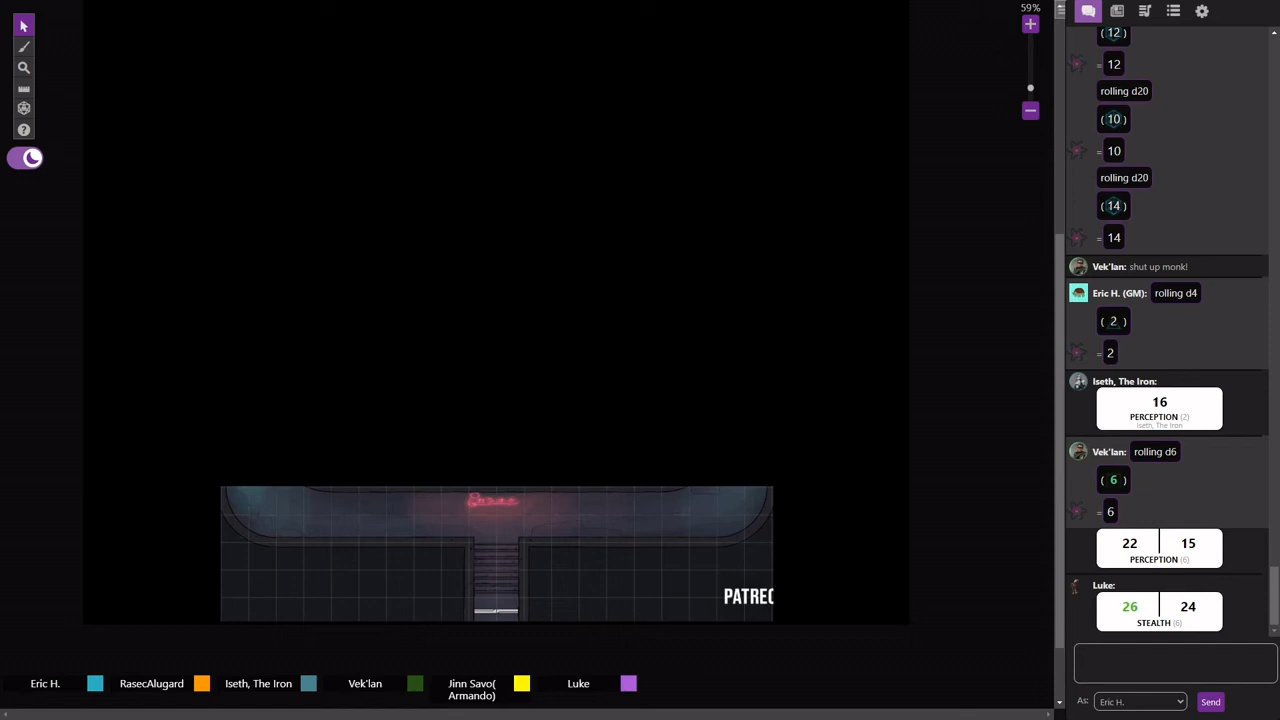 59%
(12)
= 12
rolling d20
(10)
= 10
rolling d20
(14)
= 14
Vek'lan: shut up monk!
Eric H. (GM): rolling d4
(2)
= 2
Iseth, The Iron:
16
PERCEPTION (2)
Iseth, The Iron
Vek'lan: rolling d6
(6)
= 6
22 15
PERCEPTION (6)
Luke:
26 24
STEALTH (6)
PATREO
Eric H.
RasecAlugard
Iseth, The Iron
Vek'lan
Jinn Savo(
Armando)
Luke
As: Eric H.
Send